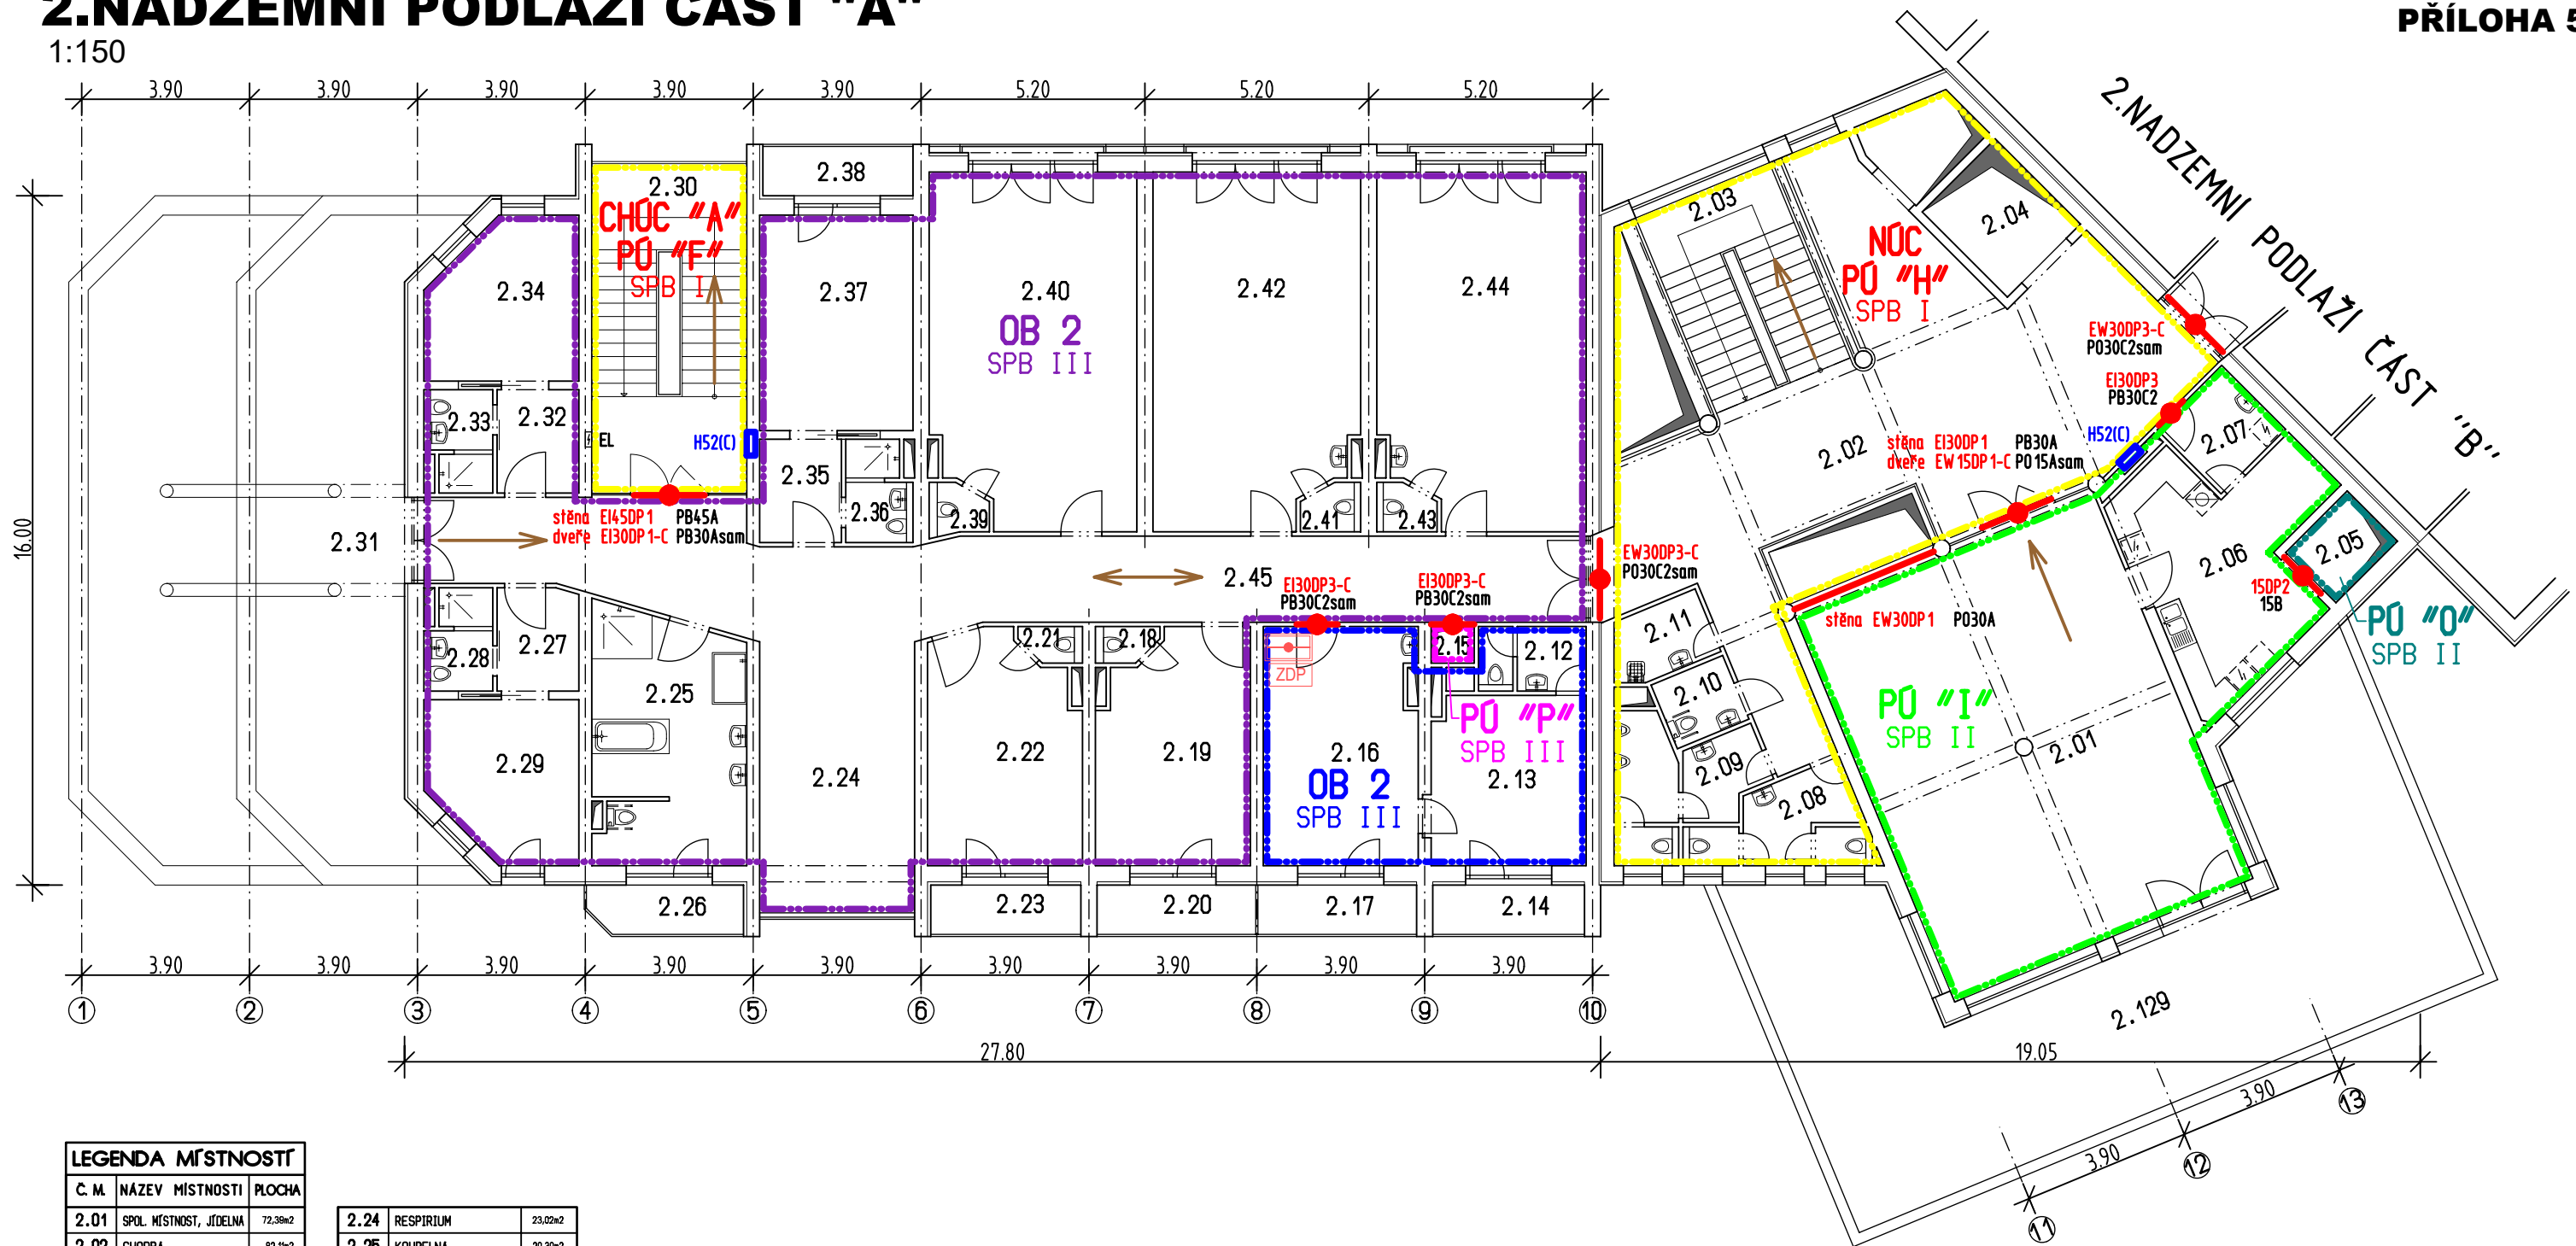 2.NADZEMNÍ PODLAŽÍ ČÁST "A"
PŘÍLOHA 5
1:150
3.90 3.90 3.90 3.90 3.90 5.20 5.20 5.20
16.00
2.NADZEMNÍ PODLAŽÍ ČÁST "B"
2.30
CHÚC "A"
PÚ "F"
SPB I
2.38
2.34
2.37
2.40
OB 2
SPB III
2.42
2.44
2.03
2.04
NÚC
PÚ "H"
SPB I
EW30DP3-C
PO30C2sam
EI30DP3
PB30C2
H52(C)
2.07
2.33
2.32
EL
H52(C)
2.35
2.36
2.39
2.41
2.43
2.02
stěna EI30DP1 PB30A
dveře EW15DP1-C PO15Asam
2.31
stěna EI45DP1 PB45A
dveře EI30DP1-C PB30Asam
2.45
EI30DP3-C
PB30C2sam
EI30DP3-C
PB30C2sam
EW30DP3-C
PO30C2sam
2.06
2.05
15DP2
15B
PÚ "O"
SPB II
stěna EW30DP1 PO30A
2.28
2.27
2.25
2.21
2.18
ZDP
2.15
2.12
2.11
2.10
2.09
2.08
2.29
2.24
2.22
2.19
2.16
OB 2
SPB III
PÚ "P"
SPB III
2.13
PÚ "I"
SPB II
2.01
2.26
2.23
2.20
2.17
2.14
2.129
3.90 3.90 3.90 3.90 3.90 3.90 3.90 3.90 3.90
1 2 3 4 5 6 7 8 9 10
27.80
19.05
3.90
3.90
11
12
13
LEGENDA MÍSTNOSTÍ
Č. M. NÁZEV MÍSTNOSTI PLOCHA
2.01 SPOL. MÍSTNOST, JÍDELNA 72,39m2
2.24 RESPIRIUM 23,02m2